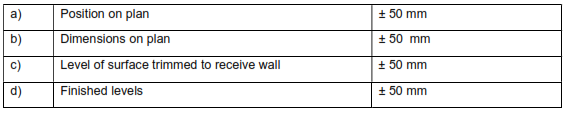 a) Position on plan ± 50 mm
b) Dimensions on plan ± 50 mm
c) Level of surface trimmed to receive wall ± 50 mm
d) Finished levels ± 50 mm